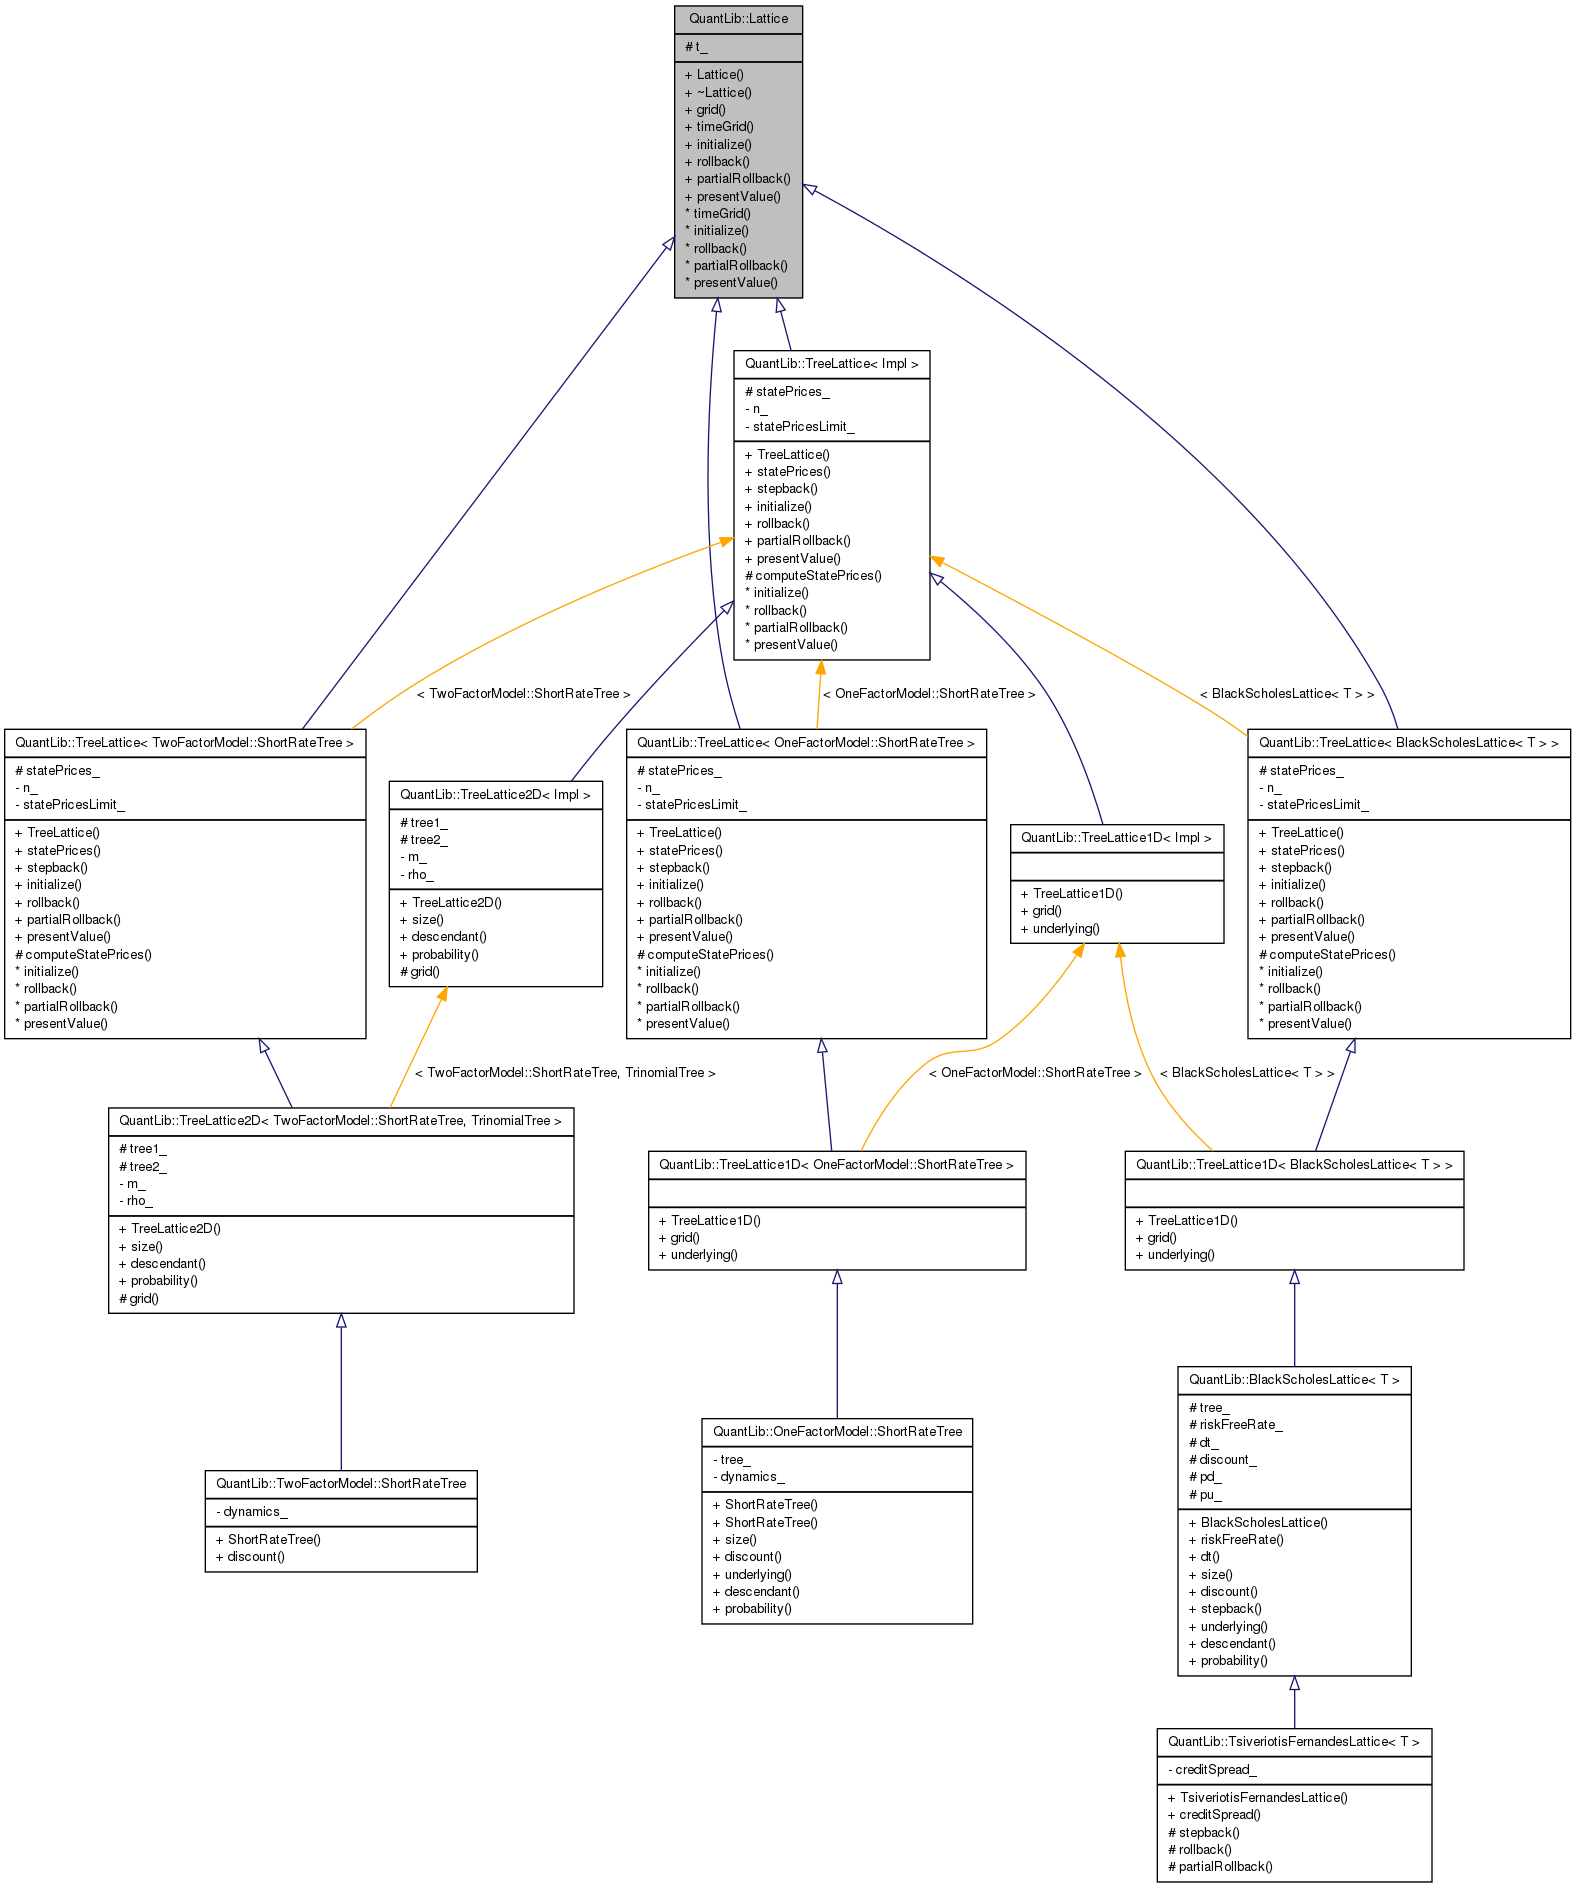 QuantLib::Lattice
# t_
+ Lattice()
+ ~Lattice()
+ grid()
+ timeGrid()
+ initialize()
+ rollback()
+ partialRollback()
+ presentValue()
* timeGrid()
* initialize()
* rollback()
* partialRollback()
* presentValue()
QuantLib::TreeLattice< Impl >
# statePrices_
- n_
- statePricesLimit_
+ TreeLattice()
+ statePrices()
+ stepback()
+ initialize()
+ rollback()
+ partialRollback()
+ presentValue()
# computeStatePrices()
* initialize()
* rollback()
* partialRollback()
* presentValue()
< TwoFactorModel::ShortRateTree >
< OneFactorModel::ShortRateTree >
< BlackScholesLattice< T > >
QuantLib::TreeLattice< TwoFactorModel::ShortRateTree >
# statePrices_
- n_
- statePricesLimit_
+ TreeLattice()
+ statePrices()
+ stepback()
+ initialize()
+ rollback()
+ partialRollback()
+ presentValue()
# computeStatePrices()
* initialize()
* rollback()
* partialRollback()
* presentValue()
QuantLib::TreeLattice2D< Impl >
# tree1_
# tree2_
- m_
- rho_
+ TreeLattice2D()
+ size()
+ descendant()
+ probability()
# grid()
QuantLib::TreeLattice< OneFactorModel::ShortRateTree >
# statePrices_
- n_
- statePricesLimit_
+ TreeLattice()
+ statePrices()
+ stepback()
+ initialize()
+ rollback()
+ partialRollback()
+ presentValue()
# computeStatePrices()
* initialize()
* rollback()
* partialRollback()
* presentValue()
QuantLib::TreeLattice1D< Impl >
+ TreeLattice1D()
+ grid()
+ underlying()
QuantLib::TreeLattice< BlackScholesLattice< T > >
# statePrices_
- n_
- statePricesLimit_
+ TreeLattice()
+ statePrices()
+ stepback()
+ initialize()
+ rollback()
+ partialRollback()
+ presentValue()
# computeStatePrices()
* initialize()
* rollback()
* partialRollback()
* presentValue()
< TwoFactorModel::ShortRateTree, TrinomialTree >
< OneFactorModel::ShortRateTree >
< BlackScholesLattice< T > >
QuantLib::TreeLattice2D< TwoFactorModel::ShortRateTree, TrinomialTree >
# tree1_
# tree2_
- m_
- rho_
+ TreeLattice2D()
+ size()
+ descendant()
+ probability()
# grid()
QuantLib::TreeLattice1D< OneFactorModel::ShortRateTree >
+ TreeLattice1D()
+ grid()
+ underlying()
QuantLib::TreeLattice1D< BlackScholesLattice< T > >
+ TreeLattice1D()
+ grid()
+ underlying()
QuantLib::TwoFactorModel::ShortRateTree
- dynamics_
+ ShortRateTree()
+ discount()
QuantLib::OneFactorModel::ShortRateTree
- tree_
- dynamics_
+ ShortRateTree()
+ ShortRateTree()
+ size()
+ discount()
+ underlying()
+ descendant()
+ probability()
QuantLib::BlackScholesLattice< T >
# tree_
# riskFreeRate_
# dt_
# discount_
# pd_
# pu_
+ BlackScholesLattice()
+ riskFreeRate()
+ dt()
+ size()
+ discount()
+ stepback()
+ underlying()
+ descendant()
+ probability()
QuantLib::TsiveriotisFernandesLattice< T >
- creditSpread_
+ TsiveriotisFernandesLattice()
+ creditSpread()
# stepback()
# rollback()
# partialRollback()